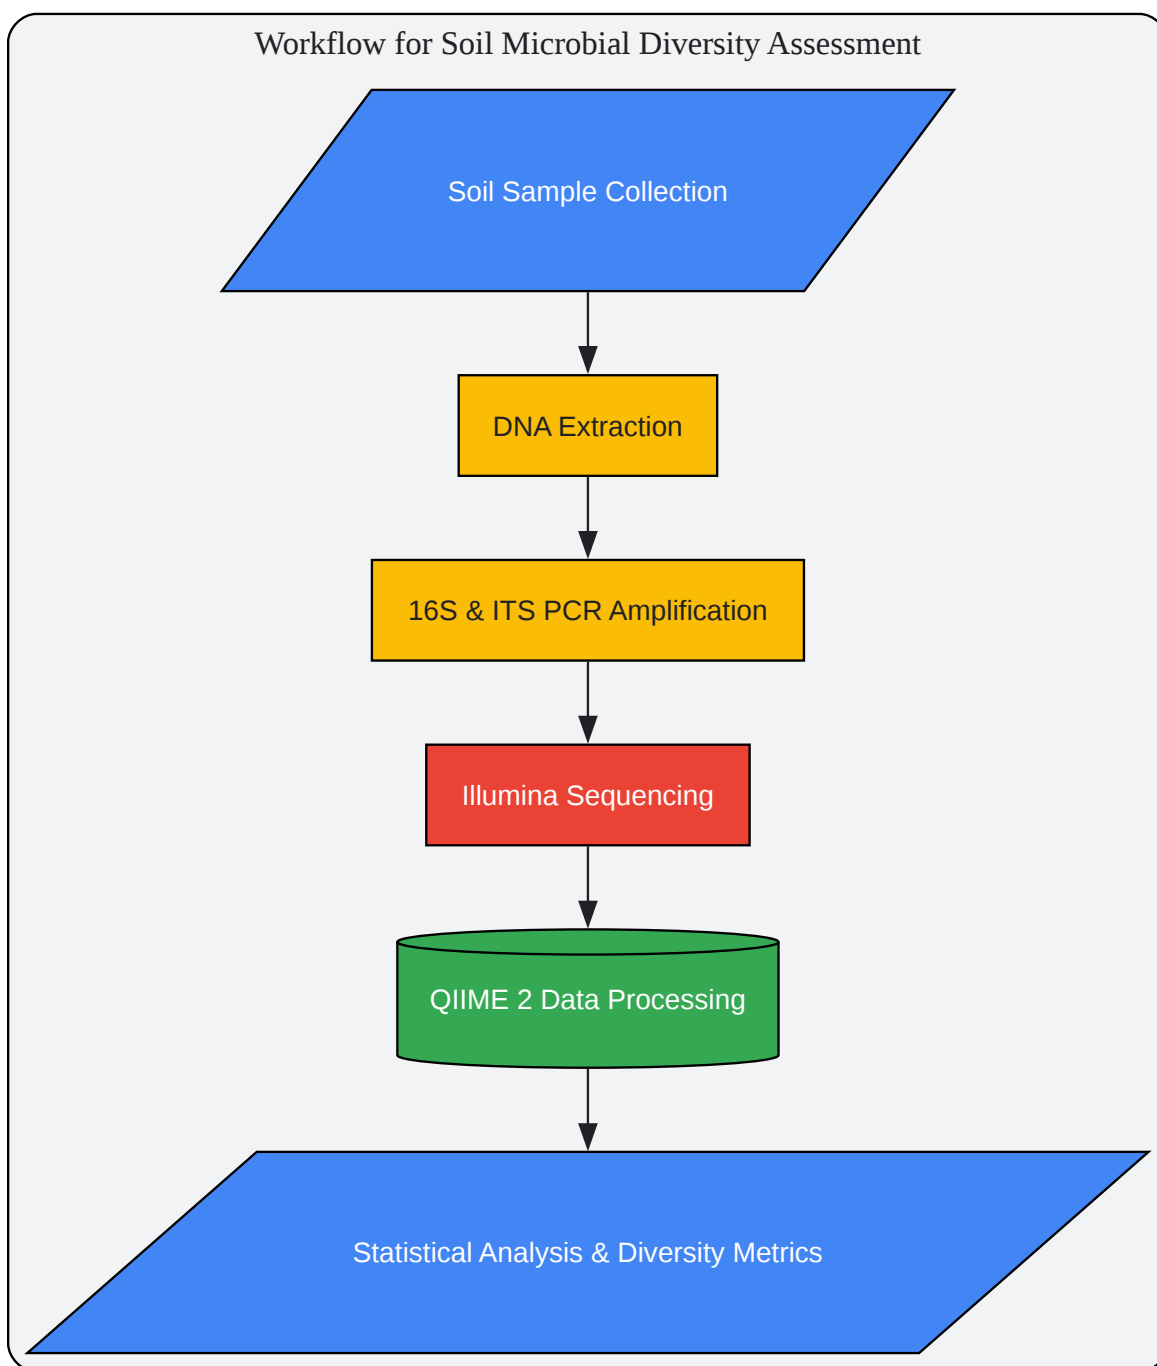 Workflow for Soil Microbial Diversity Assessment
Soil Sample Collection
DNA Extraction
16S & ITS PCR Amplification
Illumina Sequencing
QIIME 2 Data Processing
Statistical Analysis & Diversity Metrics